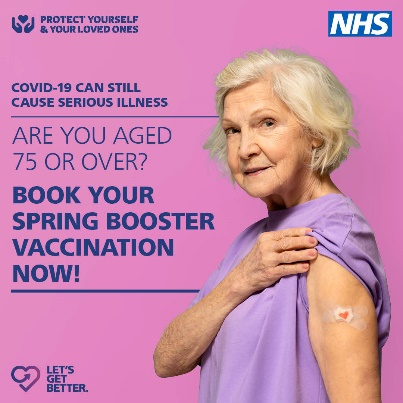 PROTECT YOURSELF
& YOUR LOVED ONES
NHS
COVID-19 CAN STILL
CAUSE SERIOUS ILLNESS
ARE YOU AGED
75 OR OVER?
BOOK YOUR
SPRING BOOSTER
VACCINATION
NOW!
LET'S
GET
BETTER.